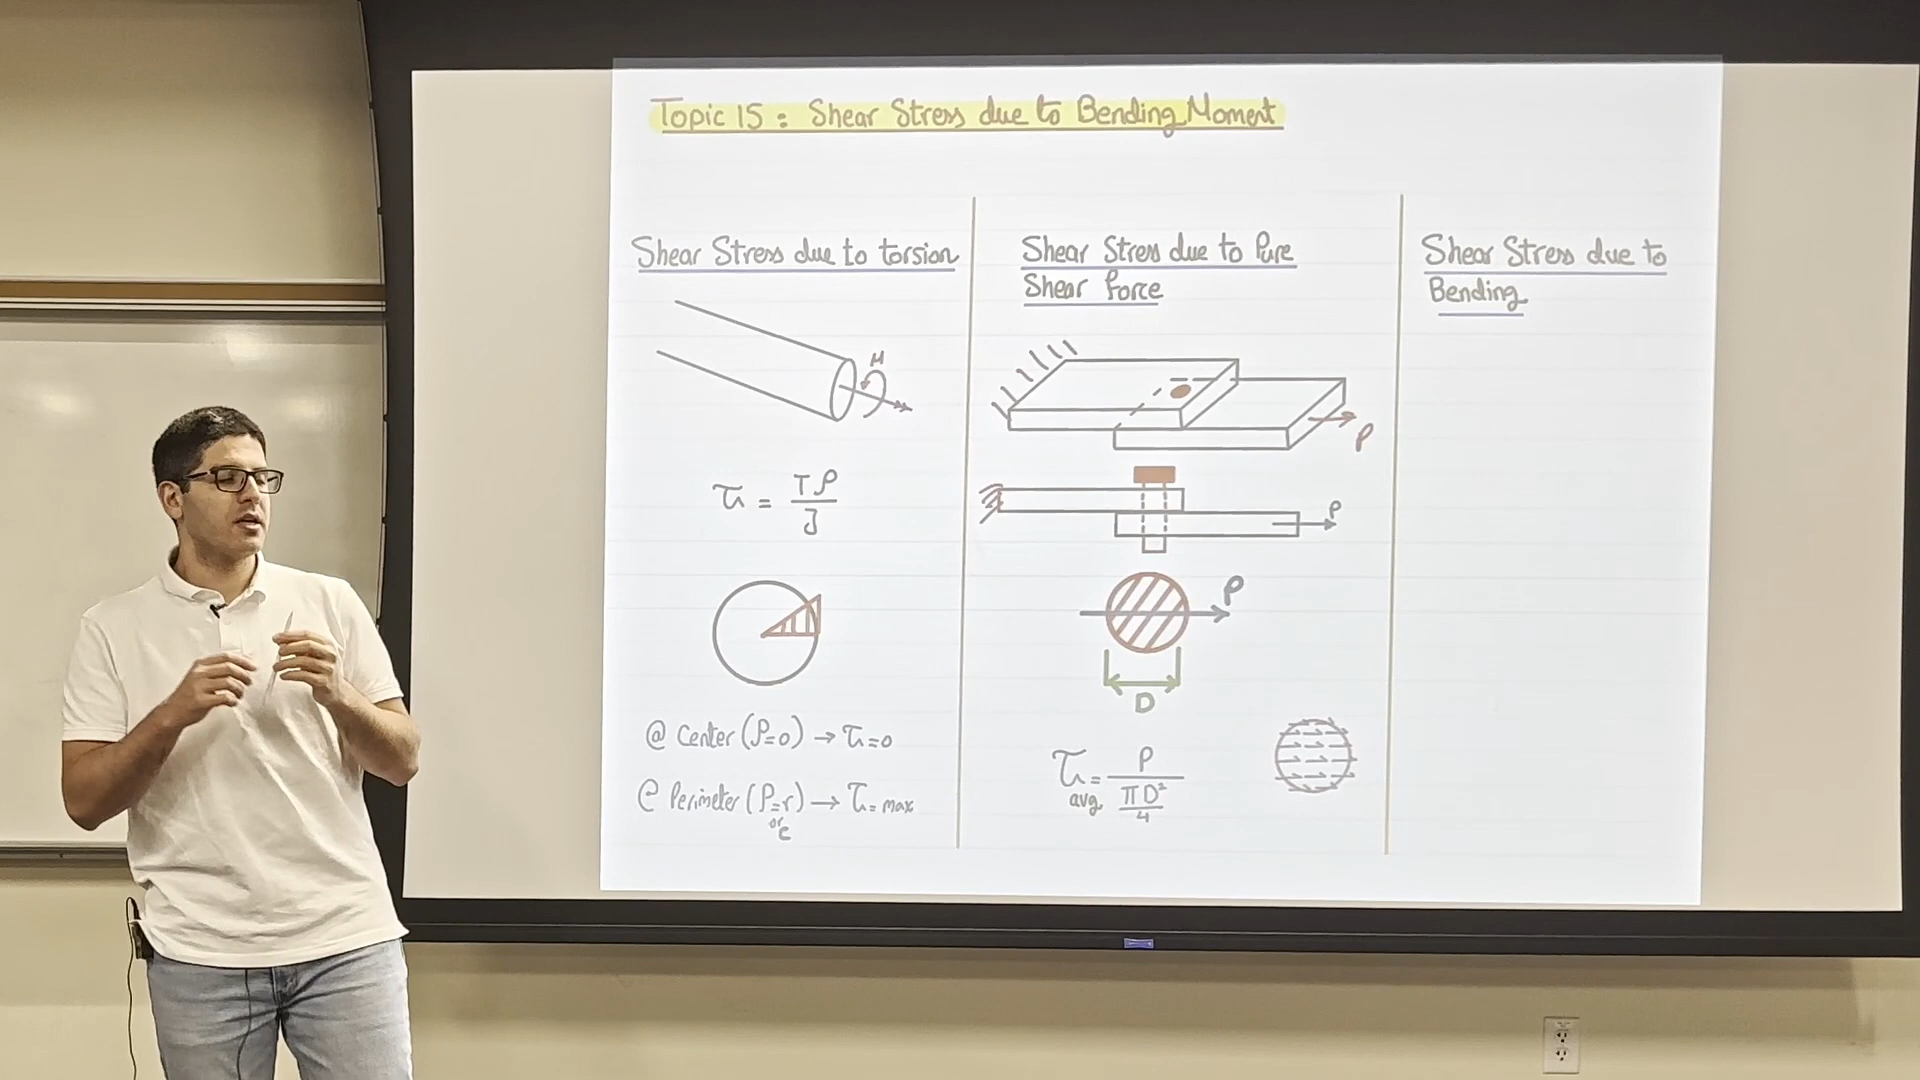 Topic 15 : Shear Stress due to Bending Moment
Shear Stress due to torsion
M
τ = Tρ / J
@ Center (ρ=0) → τ=0
@ Perimeter (ρ=r) → τ= max
or c
Shear Stress due to Pure
Shear Force
P
P
P
D
τ avg. = P / (πD² / 4)
Shear Stress due to
Bending